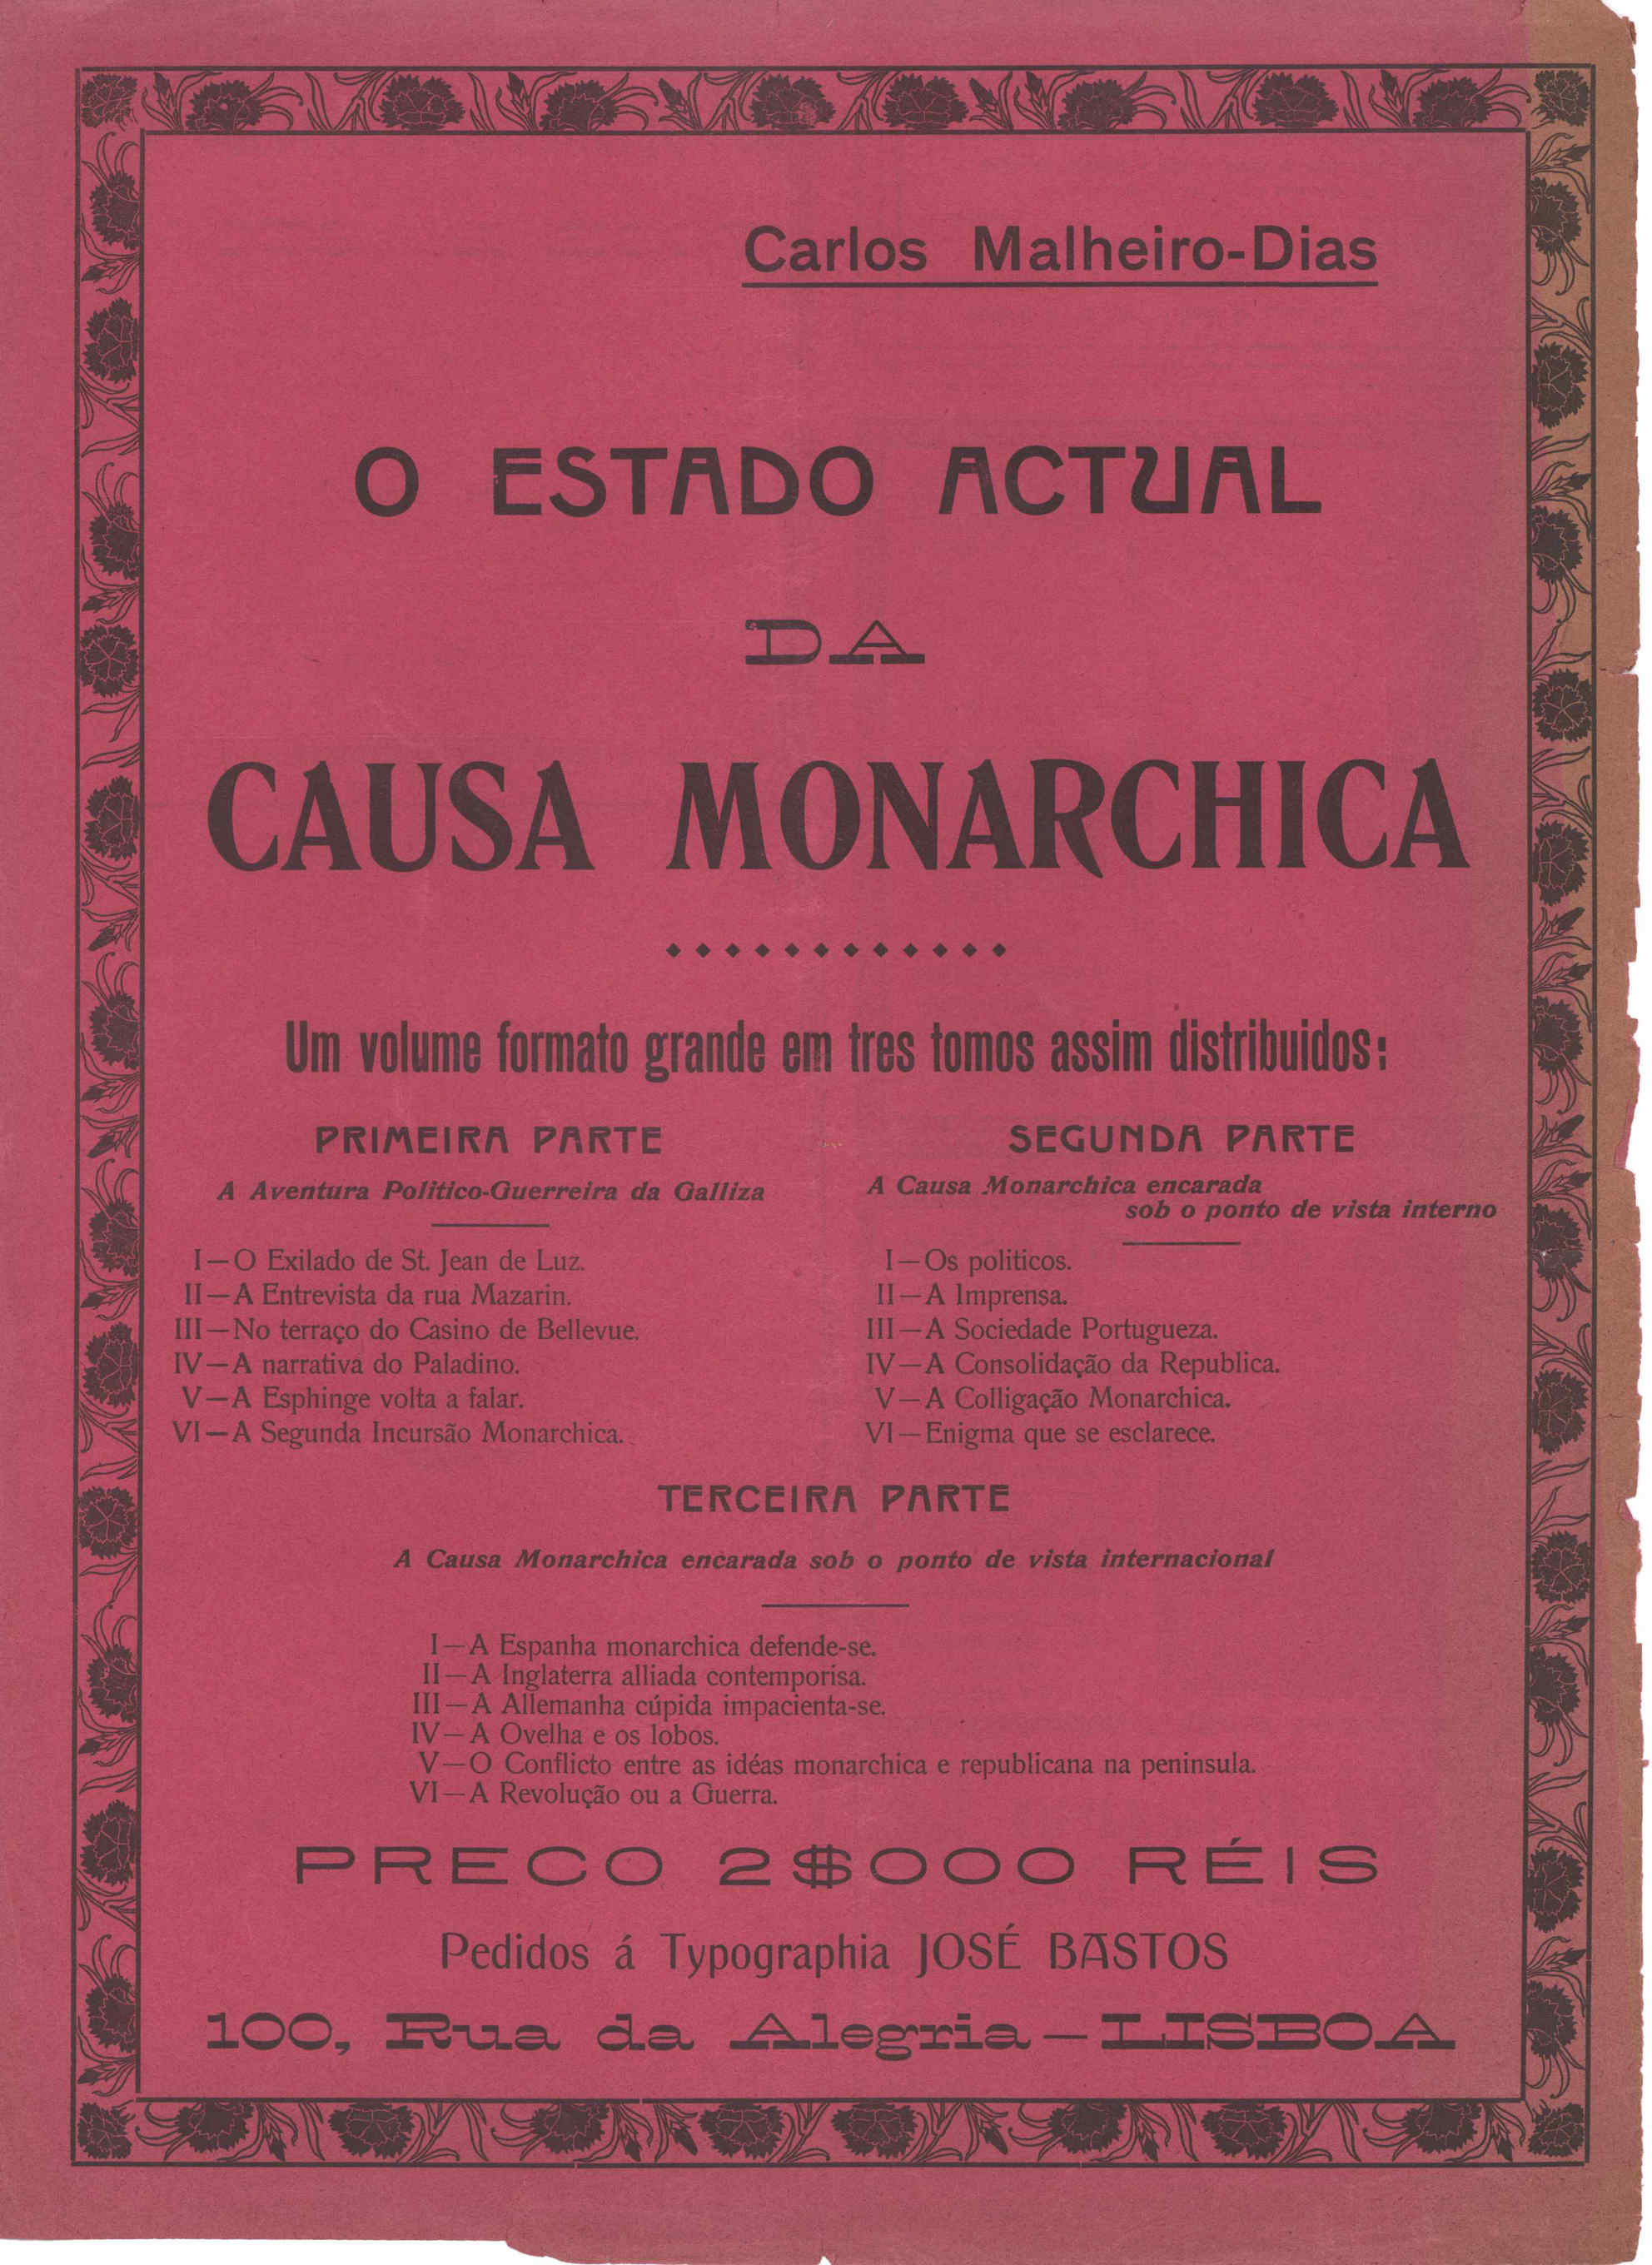 Carlos Malheiro-Dias
O ESTADO ACTUAL
DA
CAUSA MONARCHICA
Um volume formato grande em tres tomos assim distribuidos:
PRIMEIRA PARTE
A Aventura Politico-Guerreira da Galliza
I—O Exilado de St. Jean de Luz.
II—A Entrevista da rua Mazarin.
III—No terraço do Casino de Bellevue.
IV—A narrativa do Paladino.
V—A Esphinge volta a falar.
VI—A Segunda Incursão Monarchica.
SEGUNDA PARTE
A Causa Monarchica encarada
sob o ponto de vista interno
I—Os politicos.
II—A Imprensa.
III—A Sociedade Portugueza.
IV—A Consolidação da Republica.
V—A Colligação Monarchica.
VI—Enigma que se esclarece.
TERCEIRA PARTE
A Causa Monarchica encarada sob o ponto de vista internacional
I—A Espanha monarchica defende-se.
II—A Inglaterra alliada contemporisa.
III—A Allemanha cúpida impacienta-se.
IV—A Ovelha e os lobos.
V—O Conflicto entre as idéas monarchica e republicana na peninsula.
VI—A Revolução ou a Guerra.
PRECO 2$000 RÉIS
Pedidos á Typographia JOSÉ BASTOS
100, Rua da Alegria—LISBOA